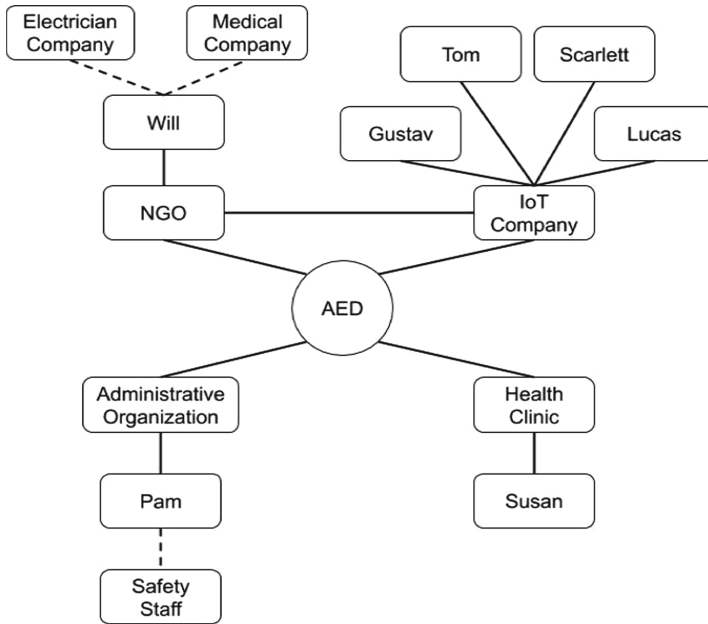 Electrician
Company
Medical
Company
Tom
Scarlett
Will
Gustav
Lucas
NGO
IoT
Company
AED
Administrative
Organization
Health
Clinic
Pam
Susan
Safety
Staff